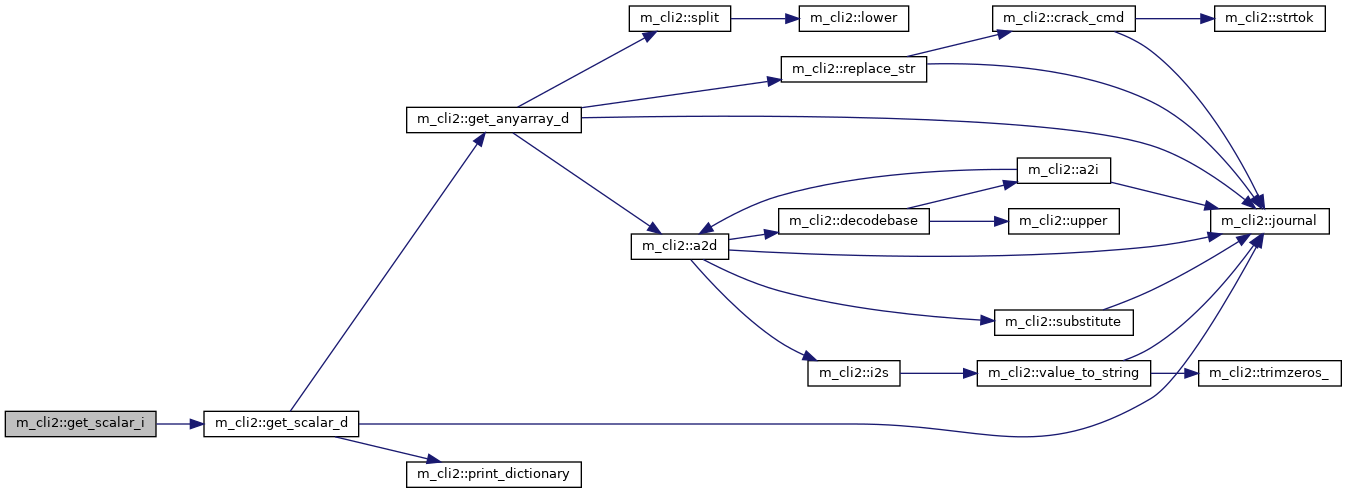 m_cli2::split
m_cli2::lower
m_cli2::crack_cmd
m_cli2::strtok
m_cli2::replace_str
m_cli2::get_anyarray_d
m_cli2::a2i
m_cli2::decodebase
m_cli2::upper
m_cli2::journal
m_cli2::a2d
m_cli2::substitute
m_cli2::i2s
m_cli2::value_to_string
m_cli2::trimzeros_
m_cli2::get_scalar_i
m_cli2::get_scalar_d
m_cli2::print_dictionary